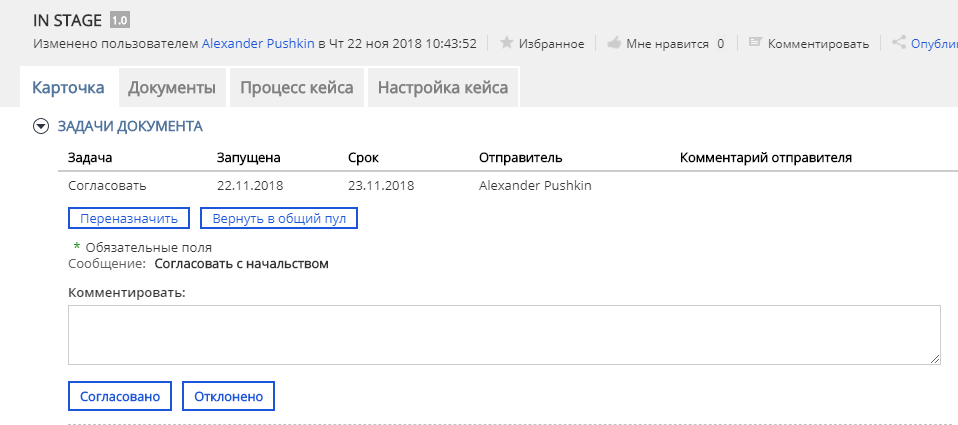 IN STAGE 1.0
Изменено пользователем Alexander Pushkin в Чт 22 ноя 2018 10:43:52 Избранное Мне нравится 0 Комментировать
Карточка Документы Процесс кейса Настройка кейса
ЗАДАЧИ ДОКУМЕНТА
Задача Запущена Срок Отправитель Комментарий отправителя
Согласовать 22.11.2018 23.11.2018 Alexander Pushkin
Переназначить Вернуть в общий пул
* Обязательные поля
Сообщение: Согласовать с начальством
Комментировать:
Согласовано Отклонено